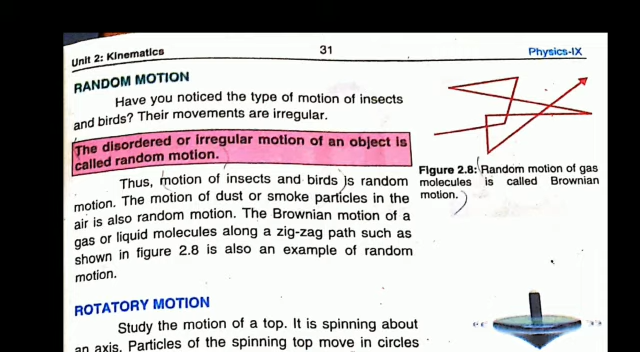 Unit 2: Kinematics
31
Physics-IX
RANDOM MOTION
Have you noticed the type of motion of insects
and birds? Their movements are irregular.
The disordered or irregular motion of an object is
called random motion.
Thus, motion of insects and birds is random
motion. The motion of dust or smoke particles in the
air is also random motion. The Brownian motion of a
gas or liquid molecules along a zig-zag path such as
shown in figure 2.8 is also an example of random
motion.
Figure 2.8: Random motion of gas
molecules is called Brownian
motion.
ROTATORY MOTION
Study the motion of a top. It is spinning about
an axis. Particles of the spinning top move in circles